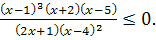 (x−1)³(x+2)(x−5)
(2x+1)(x−4)² ≤ 0.